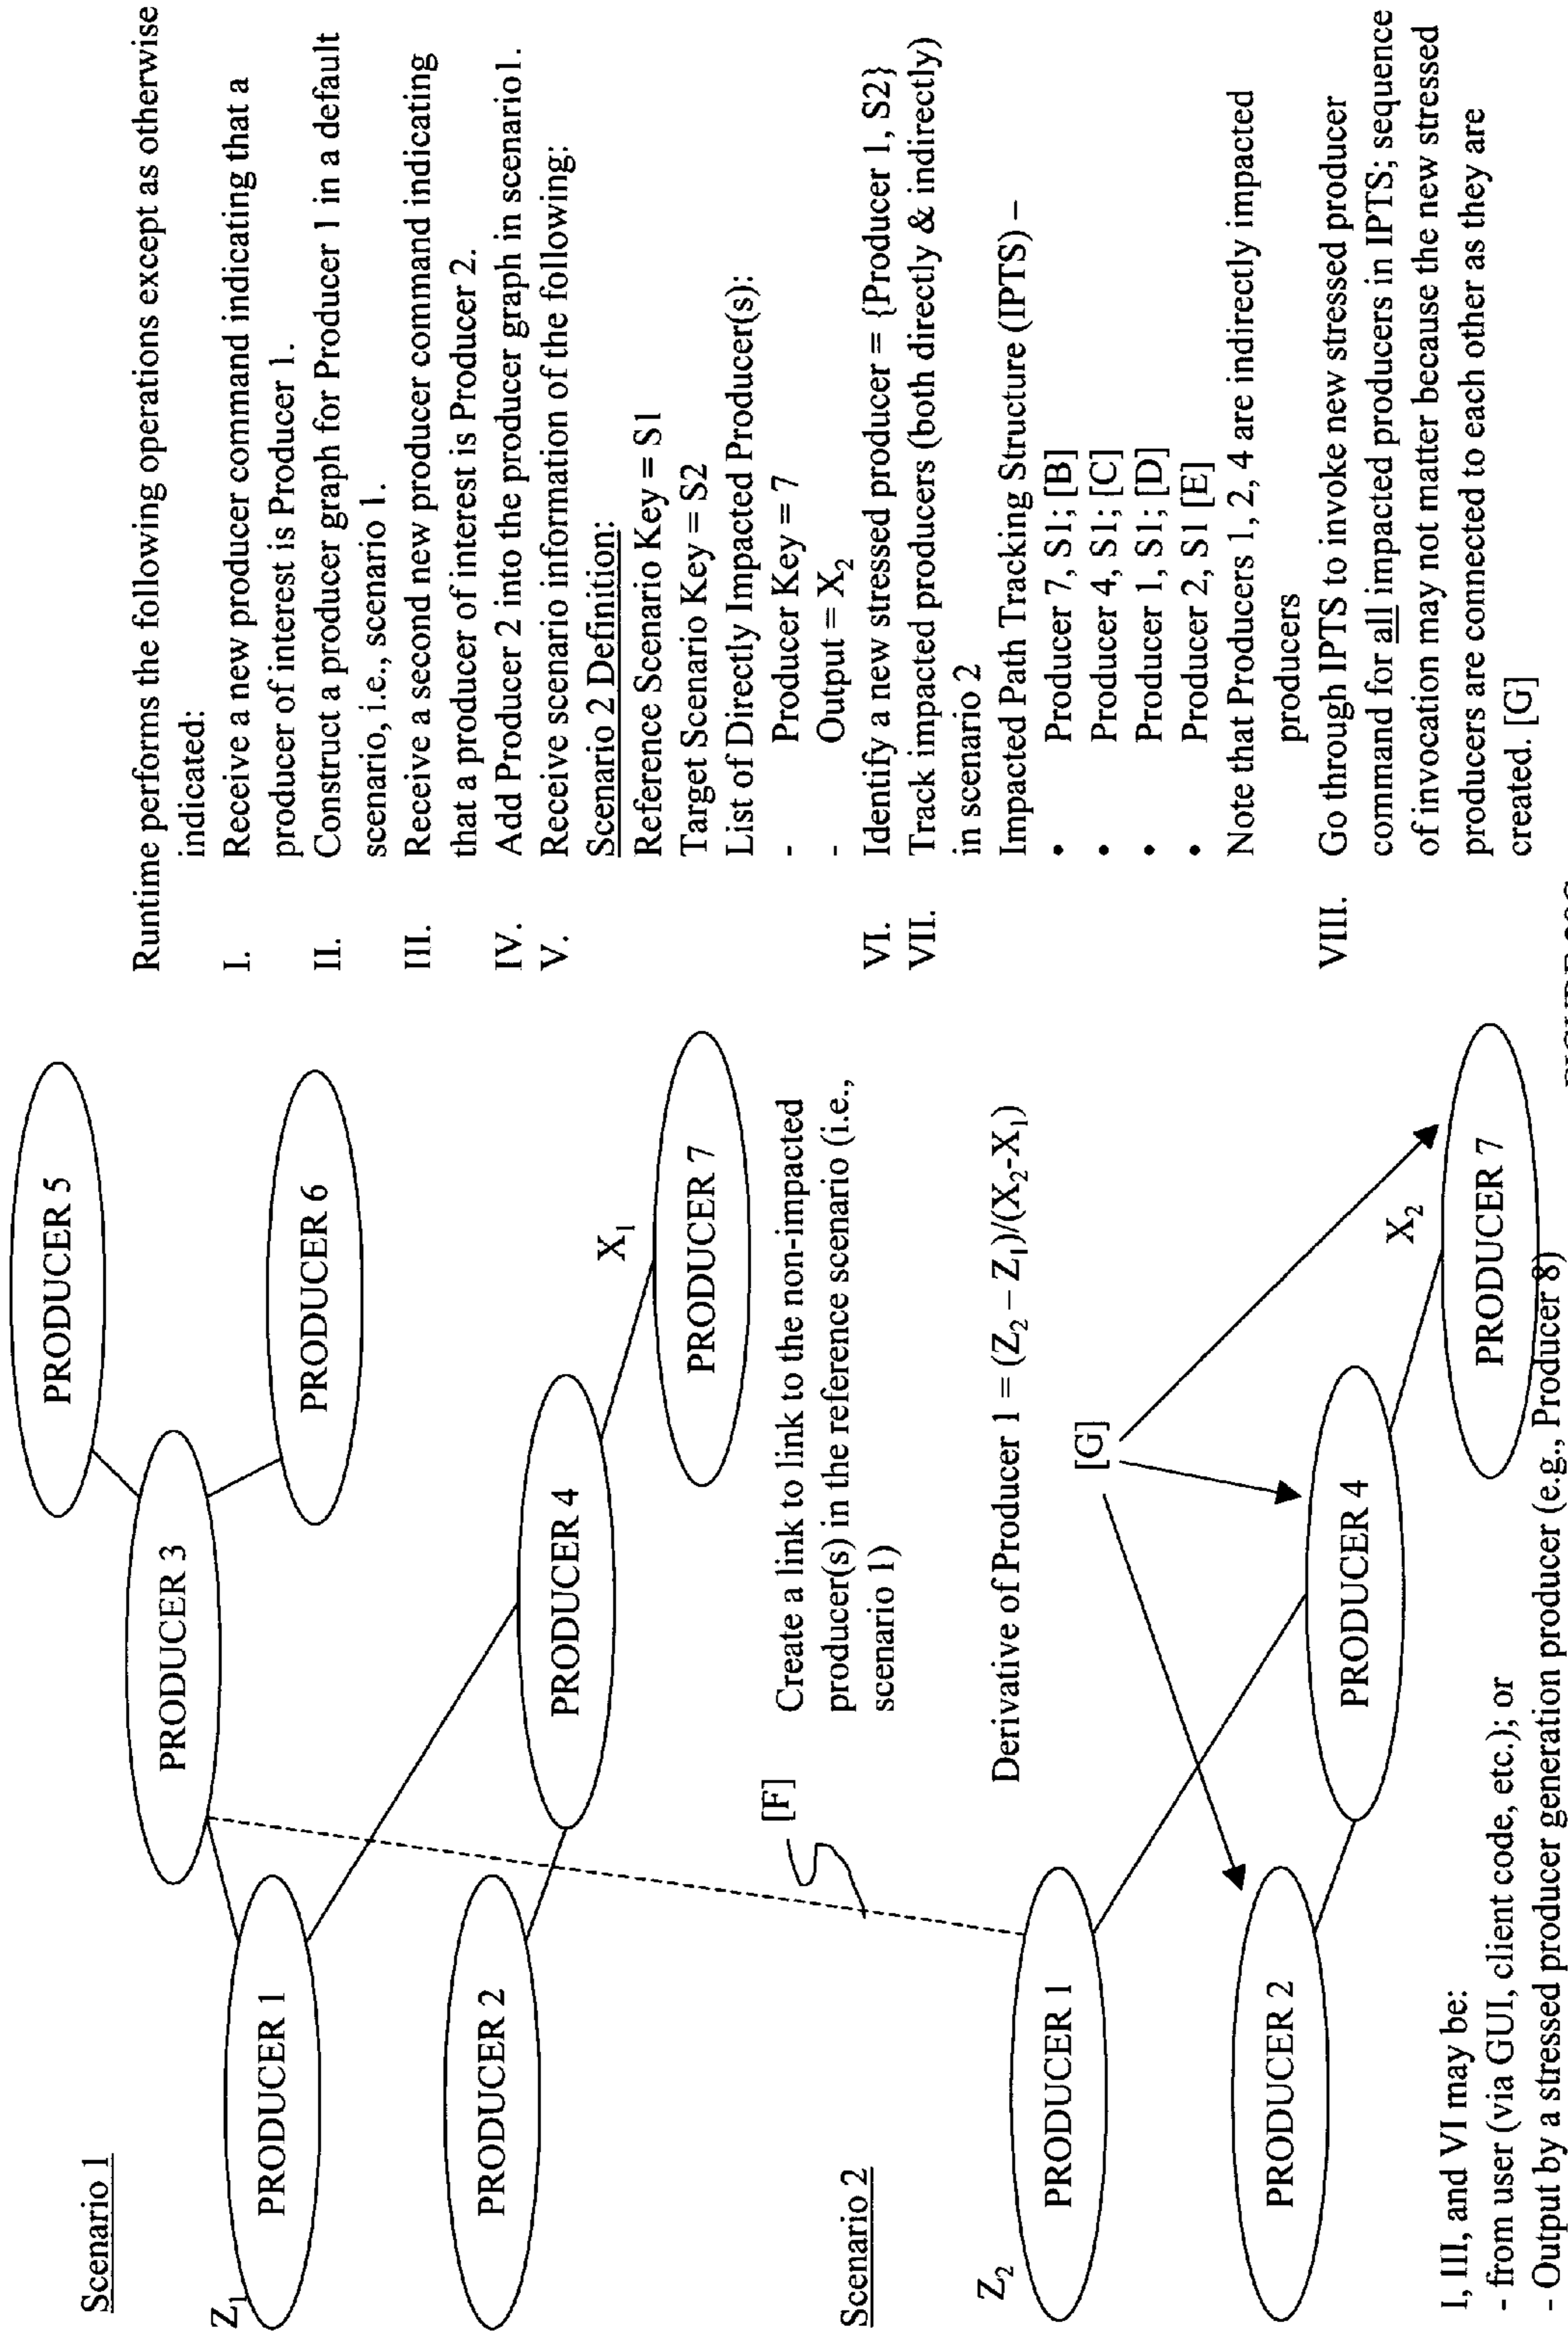 Scenario 1
Z1
PRODUCER 1
PRODUCER 2
PRODUCER 3
PRODUCER 4
PRODUCER 5
PRODUCER 6
X1
PRODUCER 7
[F]
Create a link to link to the non-impacted
producer(s) in the reference scenario (i.e.,
scenario 1)
Scenario 2
Derivative of Producer 1 = (Z2 – Z1)/(X2-X1)
Z2
[G]
PRODUCER 1
PRODUCER 2
PRODUCER 4
X2
PRODUCER 7
I, III, and VI may be:
- from user (via GUI, client code, etc.); or
- Output by a stressed producer generation producer (e.g., Producer 8)
Runtime performs the following operations except as otherwise
indicated:
I. Receive a new producer command indicating that a
producer of interest is Producer 1.
II. Construct a producer graph for Producer 1 in a default
scenario, i.e., scenario 1.
III. Receive a second new producer command indicating
that a producer of interest is Producer 2.
IV. Add Producer 2 into the producer graph in scenario1.
V. Receive scenario information of the following:
Scenario 2 Definition:
Reference Scenario Key = S1
Target Scenario Key = S2
List of Directly Impacted Producer(s):
- Producer Key = 7
- Output = X2
VI. Identify a new stressed producer = {Producer 1, S2}
VII. Track impacted producers (both directly & indirectly)
in scenario 2
Impacted Path Tracking Structure (IPTS) –
• Producer 7, S1; [B]
• Producer 4, S1; [C]
• Producer 1, S1; [D]
• Producer 2, S1 [E]
Note that Producers 1, 2, 4 are indirectly impacted
producers
VIII. Go through IPTS to invoke new stressed producer
command for all impacted producers in IPTS; sequence
of invocation may not matter because the new stressed
producers are connected to each other as they are
created. [G]